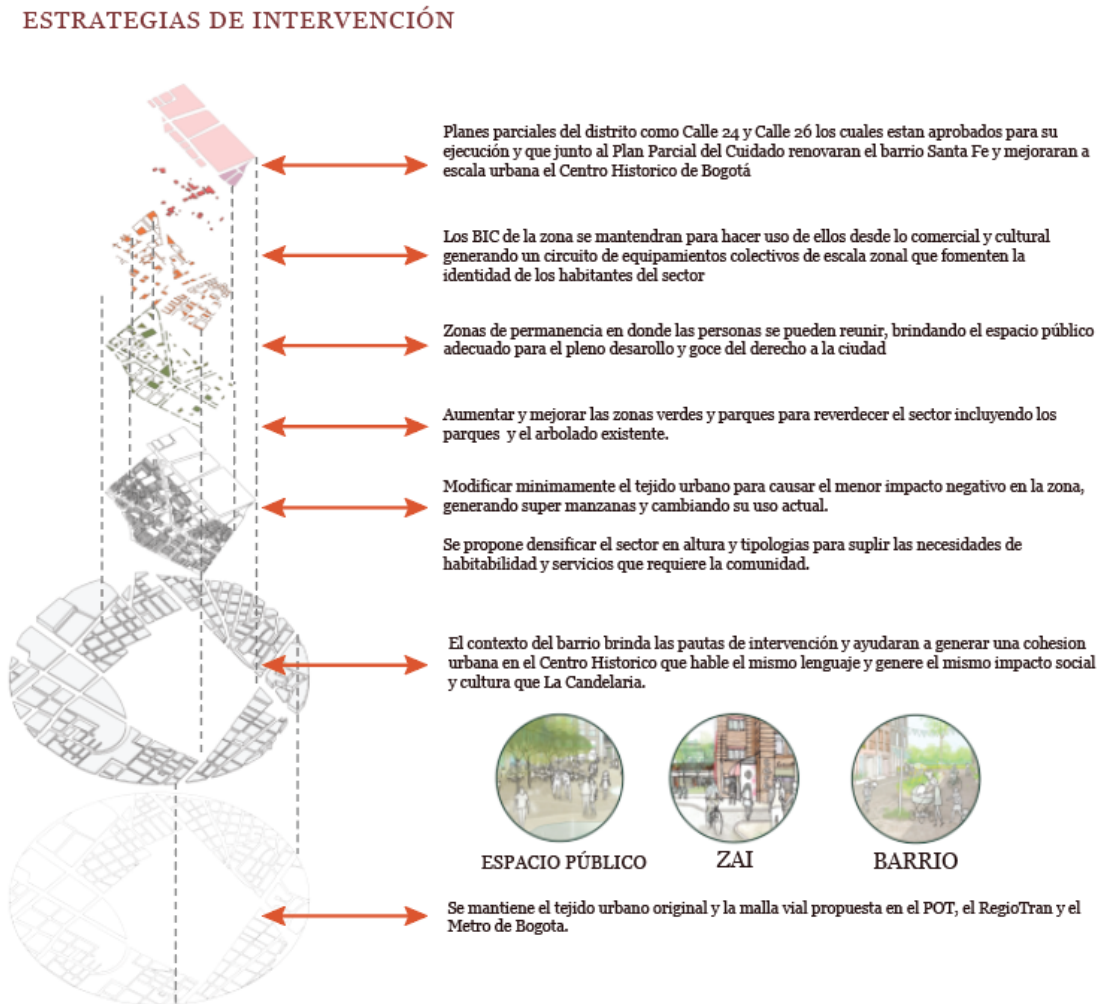 ESTRATEGIAS DE INTERVENCIÓN
Planes parciales del distrito como Calle 24 y Calle 26 los cuales estan aprobados para su
ejecución y que junto al Plan Parcial del Cuidado renovaran el barrio Santa Fe y mejoraran a
escala urbana el Centro Historico de Bogotá
Los BIC de la zona se mantendran para hacer uso de ellos desde lo comercial y cultural
generando un circuito de equipamientos colectivos de escala zonal que fomenten la
identidad de los habitantes del sector
Zonas de permanencia en donde las personas se pueden reunir, brindando el espacio público
adecuado para el pleno desarollo y goce del derecho a la ciudad
Aumentar y mejorar las zonas verdes y parques para reverdecer el sector incluyendo los
parques y el arbolado existente.
Modificar minimamente el tejido urbano para causar el menor impacto negativo en la zona,
generando super manzanas y cambiando su uso actual.
Se propone densificar el sector en altura y tipologias para suplir las necesidades de
habitabilidad y servicios que requiere la comunidad.
El contexto del barrio brinda las pautas de intervención y ayudaran a generar una cohesion
urbana en el Centro Historico que hable el mismo lenguaje y genere el mismo impacto social
y cultura que La Candelaria.
ESPACIO PÚBLICO
ZAI
BARRIO
Se mantiene el tejido urbano original y la malla vial propuesta en el POT, el RegioTran y el
Metro de Bogota.